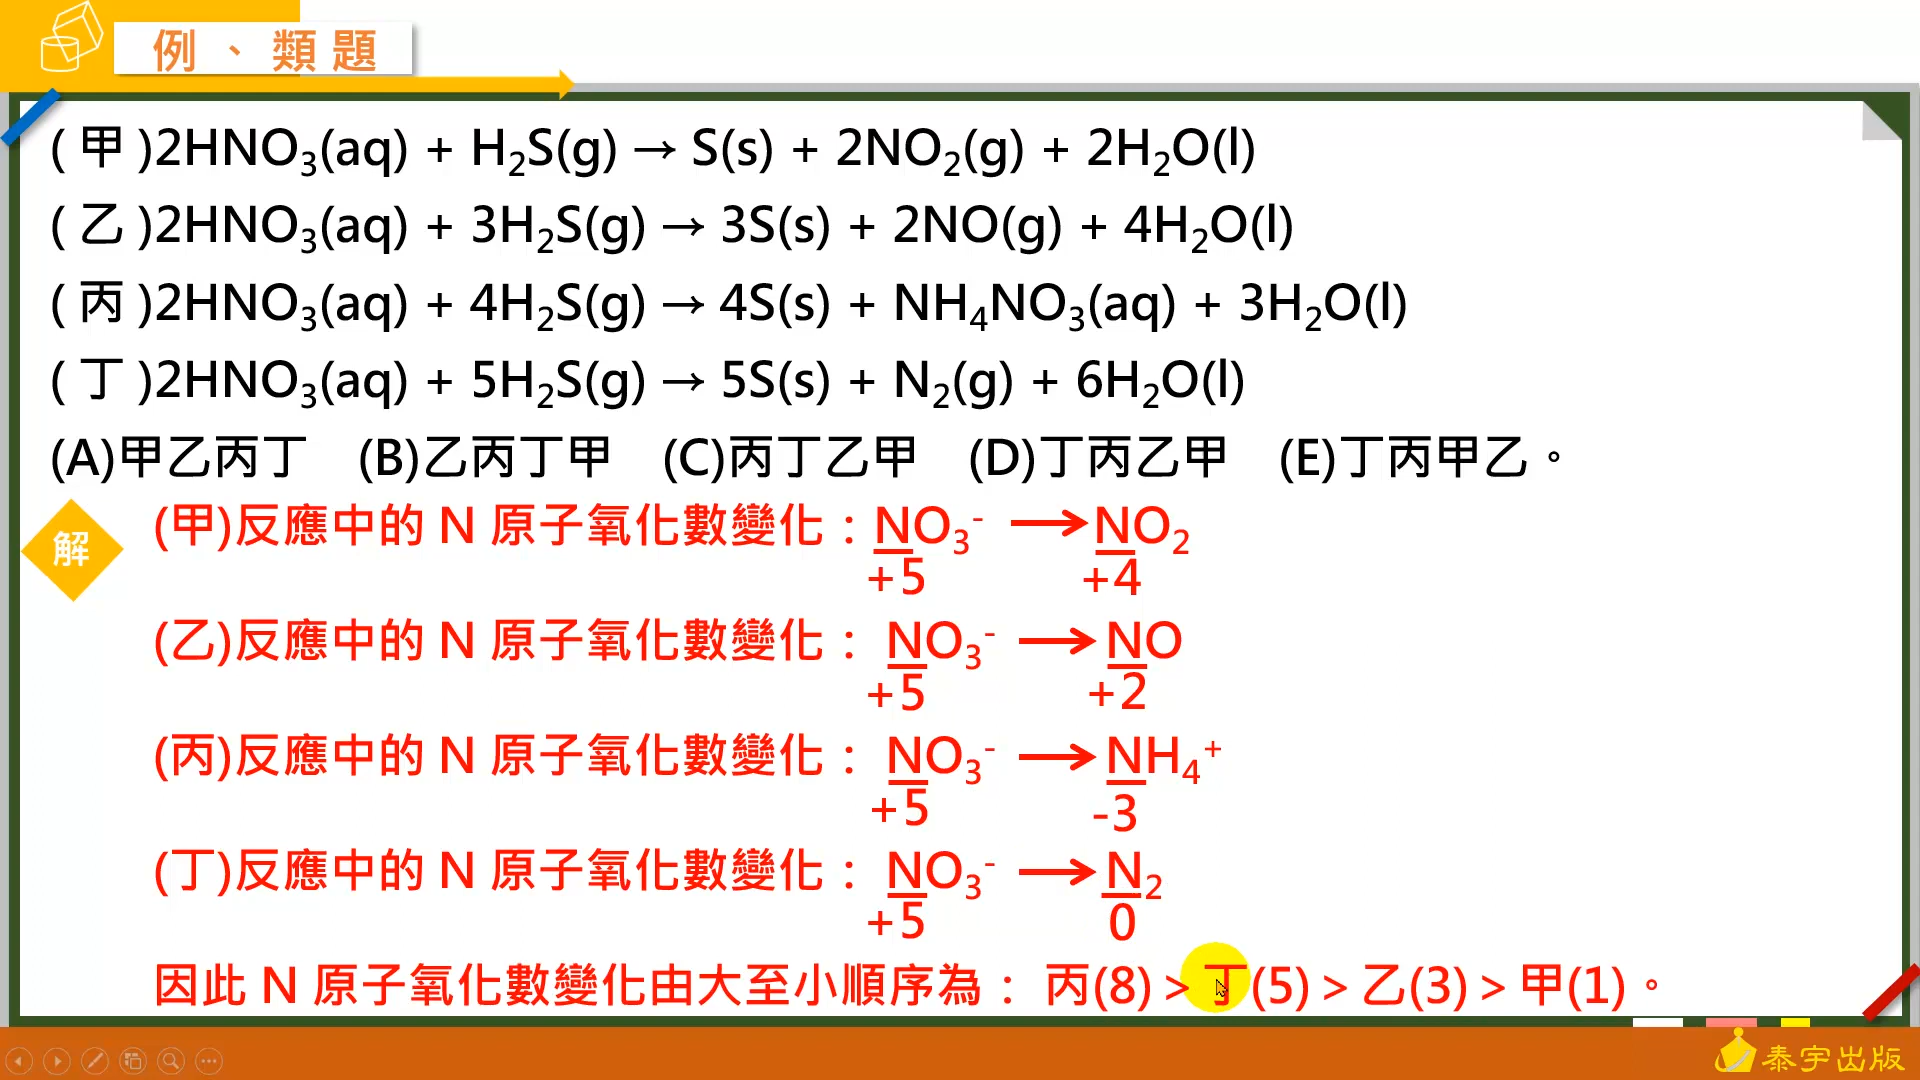 例、類題
(甲)2HNO₃(aq) + H₂S(g) → S(s) + 2NO₂(g) + 2H₂O(l)
(乙)2HNO₃(aq) + 3H₂S(g) → 3S(s) + 2NO(g) + 4H₂O(l)
(丙)2HNO₃(aq) + 4H₂S(g) → 4S(s) + NH₄NO₃(aq) + 3H₂O(l)
(丁)2HNO₃(aq) + 5H₂S(g) → 5S(s) + N₂(g) + 6H₂O(l)
(A)甲乙丙丁 (B)乙丙丁甲 (C)丙丁乙甲 (D)丁丙乙甲 (E)丁丙甲乙。
解
(甲)反應中的 N 原子氧化數變化：NO₃⁻ → NO₂
+5 +4
(乙)反應中的 N 原子氧化數變化：NO₃⁻ → NO
+5 +2
(丙)反應中的 N 原子氧化數變化：NO₃⁻ → NH₄⁺
+5 -3
(丁)反應中的 N 原子氧化數變化：NO₃⁻ → N₂
+5 0
因此 N 原子氧化數變化由大至小順序為：丙(8) > 丁(5) > 乙(3) > 甲(1)。
泰宇出版